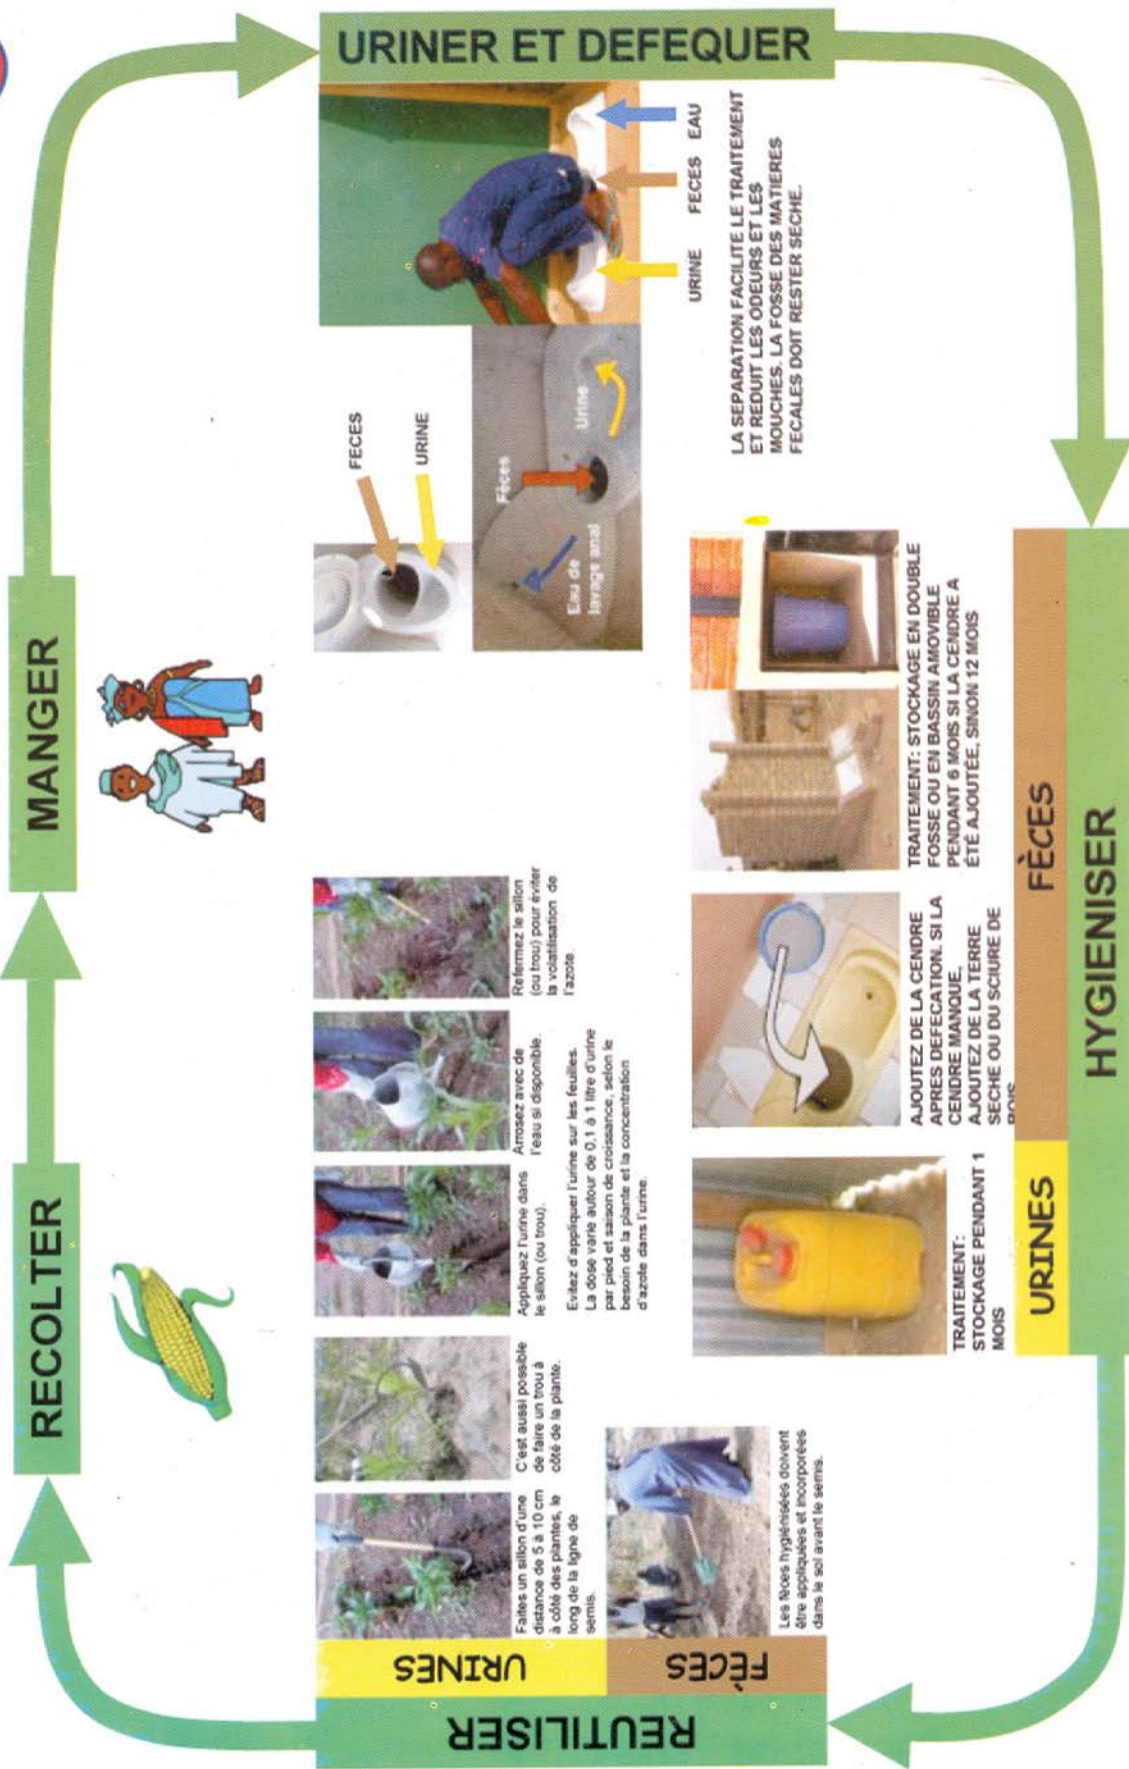 MANGER
RECOLTER
URINER ET DEFEQUER
FECES
URINE
Fèces
Urine
Eau de
lavage anal
URINE
FECES
EAU
LA SEPARATION FACILITE LE TRAITEMENT
ET REDUIT LES ODEURS ET LES
MOUCHES. LA FOSSE DES MATIERES
FECALES DOIT RESTER SECHE.
REUTILISER
URINES
FÈCES
Faites un sillon d'une
distance de 5 à 10 cm
à côté des plantes, le
long de la ligne de
semis.
C'est aussi possible
de faire un trou à
côté de la plante.
Appliquez l'urine dans
le sillon (ou trou).
Arrosez avec de
l'eau si disponible.
Refermez le sillon
(ou trou) pour éviter
la volatilisation de
l'azote.
Evitez d'appliquer l'urine sur les feuilles.
La dose varie autour de 0,1 à 1 litre d'urine
par pied et saison de croissance, selon le
besoin de la plante et la concentration
d'azote dans l'urine.
Les fèces hygiénisées doivent
être appliquées et incorporées
dans le sol avant le semis.
TRAITEMENT:
STOCKAGE PENDANT 1
MOIS
AJOUTEZ DE LA CENDRE
APRES DEFECATION. SI LA
CENDRE MANQUE,
AJOUTEZ DE LA TERRE
SECHE OU DU SCIURE DE
BOIS
TRAITEMENT: STOCKAGE EN DOUBLE
FOSSE OU EN BASSIN AMOVIBLE
PENDANT 6 MOIS SI LA CENDRE A
ÉTÉ AJOUTÉE, SINON 12 MOIS
URINES
FÈCES
HYGIENISER